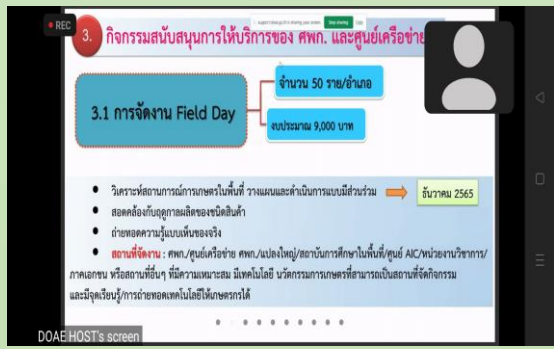 REC
3. กิจกรรมสนับสนุนการให้บริการของ ศพก. และศูนย์เครือข่าย
Stop sharing
3.1 การจัดงาน Field Day
จำนวน 50 ราย/อำเภอ
งบประมาณ 9,000 บาท
• วิเคราะห์สถานการณ์การเกษตรในพื้นที่ วางแผนและดำเนินการแบบมีส่วนร่วม
ธันวาคม 2565
• สอดคล้องกับฤดูกาลผลิตของชนิดสินค้า
• ถ่ายทอดความรู้แบบเห็นของจริง
• สถานที่จัดงาน : ศพก./ศูนย์เครือข่าย ศพก./แปลงใหญ่/สถาบันการศึกษาในพื้นที่/ศูนย์ AIC/หน่วยงานวิชาการ/
ภาคเอกชน หรือสถานที่อื่นๆ ที่มีความเหมาะสม มีเทคโนโลยี นวัตกรรมการเกษตรที่สามารถเป็นสถานที่จัดกิจกรรม
และมีจุดเรียนรู้/การถ่ายทอดเทคโนโลยีให้เกษตรกรได้
DOAE HOST's screen